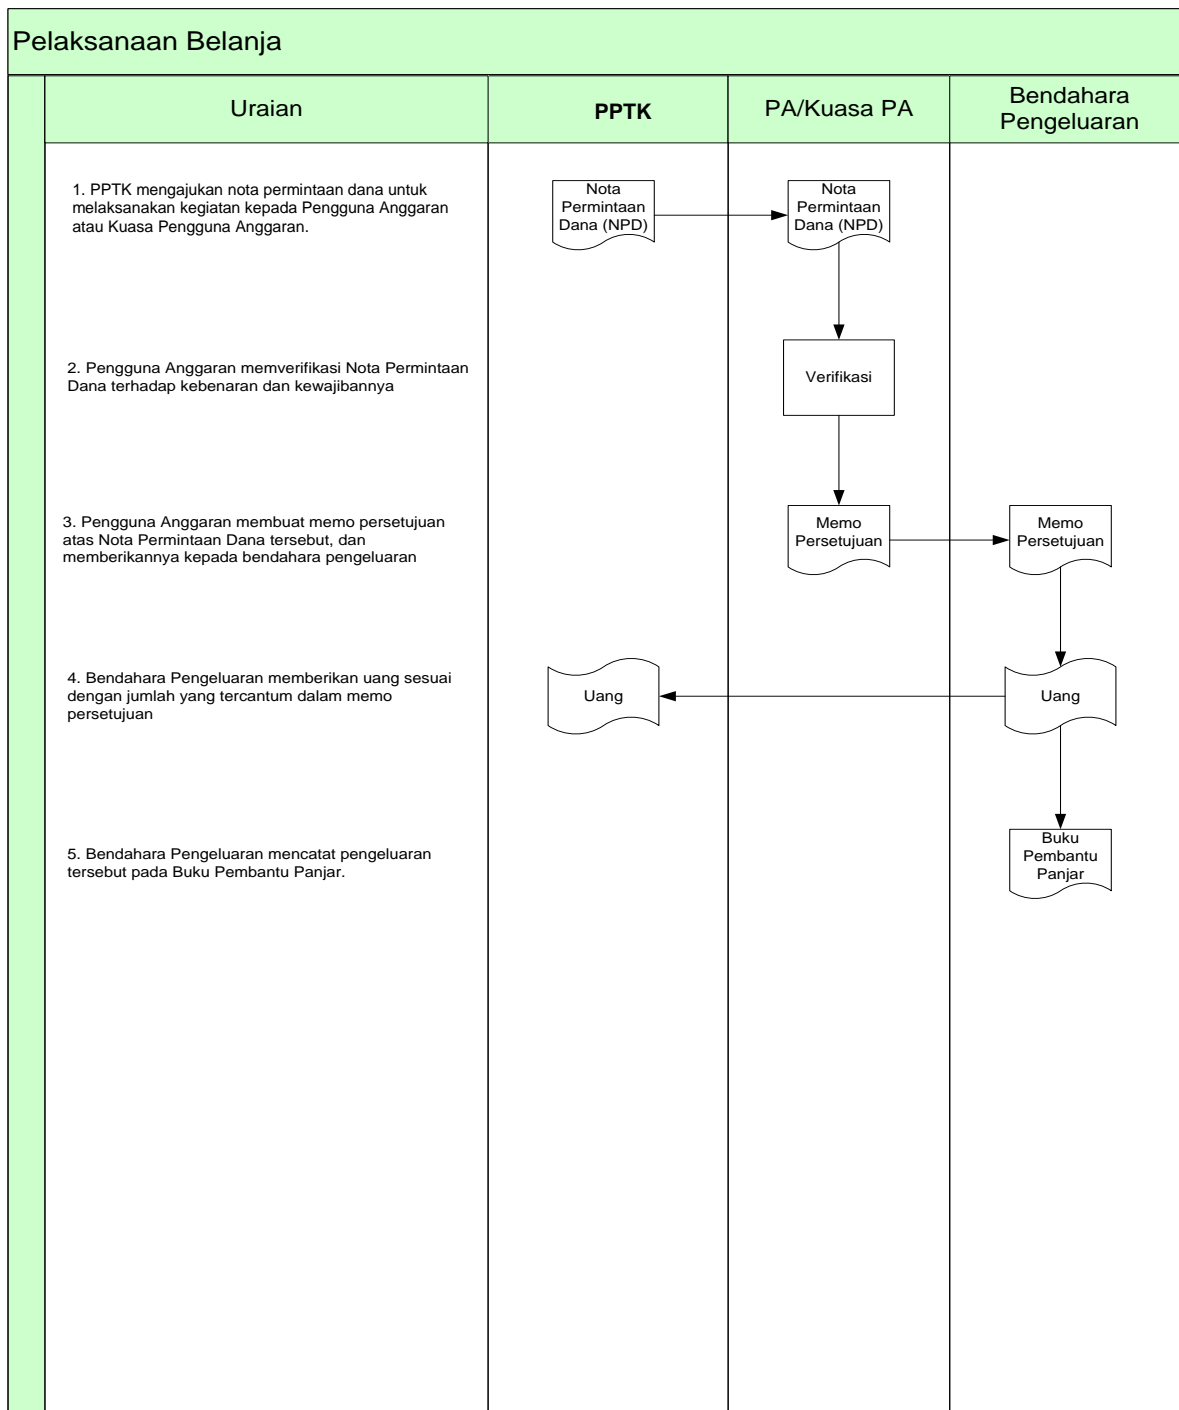 Pelaksanaan Belanja
Uraian
PPTK
PA/Kuasa PA
Bendahara
Pengeluaran
1. PPTK mengajukan nota permintaan dana untuk
melaksanakan kegiatan kepada Pengguna Anggaran
atau Kuasa Pengguna Anggaran.
Nota
Permintaan
Dana (NPD)
Nota
Permintaan
Dana (NPD)
2. Pengguna Anggaran memverifikasi Nota Permintaan
Dana terhadap kebenaran dan kewajibannya
Verifikasi
3. Pengguna Anggaran membuat memo persetujuan
atas Nota Permintaan Dana tersebut, dan
memberikannya kepada bendahara pengeluaran
Memo
Persetujuan
Memo
Persetujuan
4. Bendahara Pengeluaran memberikan uang sesuai
dengan jumlah yang tercantum dalam memo
persetujuan
Uang
Uang
5. Bendahara Pengeluaran mencatat pengeluaran
tersebut pada Buku Pembantu Panjar.
Buku
Pembantu
Panjar